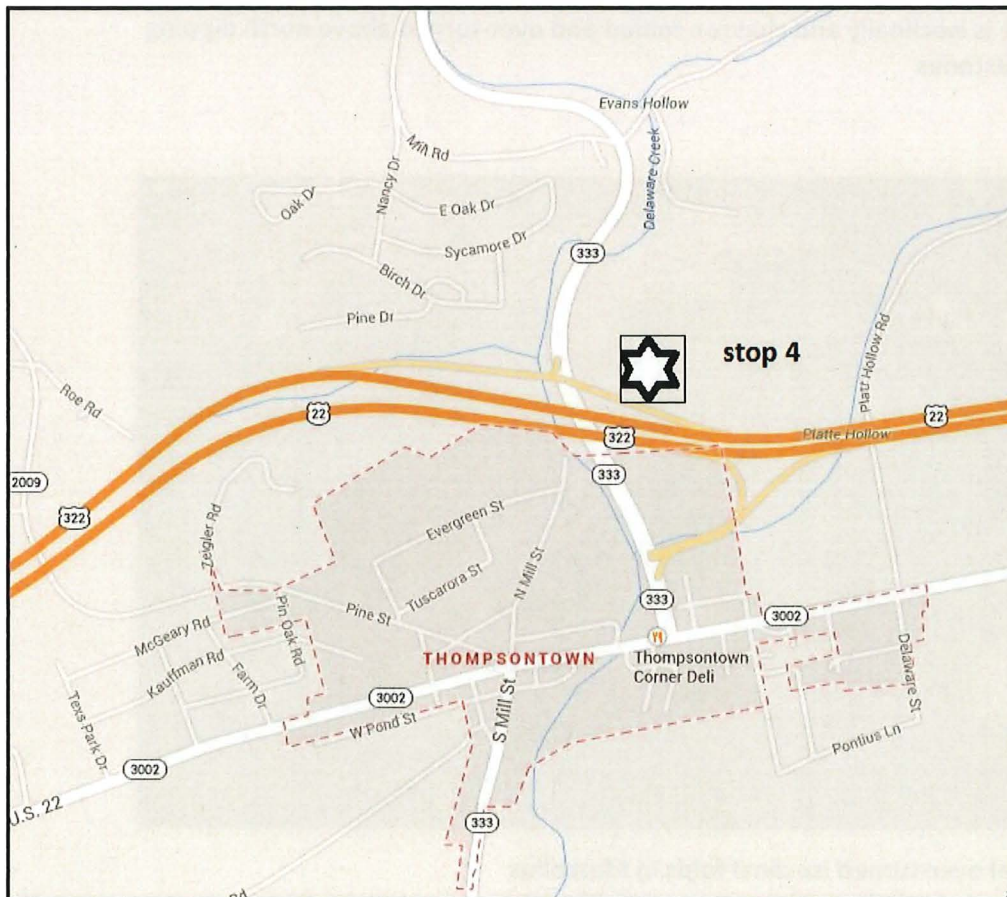 Evans Hollow
Mill Rd
Delaware Creek
Nancy Dr
Oak Dr
E Oak Dr
Sycamore Dr
333
Birch Dr
Pine Dr
stop 4
Platt Hollow Rd
Roe Rd
22
22
322
Platte Hollow
333
2009
322
Zeigler Rd
Evergreen St
Tuscarora St
N Mill St
333
Pine St
3002
McGeary Rd
Pin Oak Rd
Kauffman Rd
THOMPSONTOWN
Thompsontown
Corner Deli
Delaware St
Farm Dr
3002
S Mill St
Texs Park Dr
W Pond St
Pontius Ln
3002
U.S. 22
333
Rd